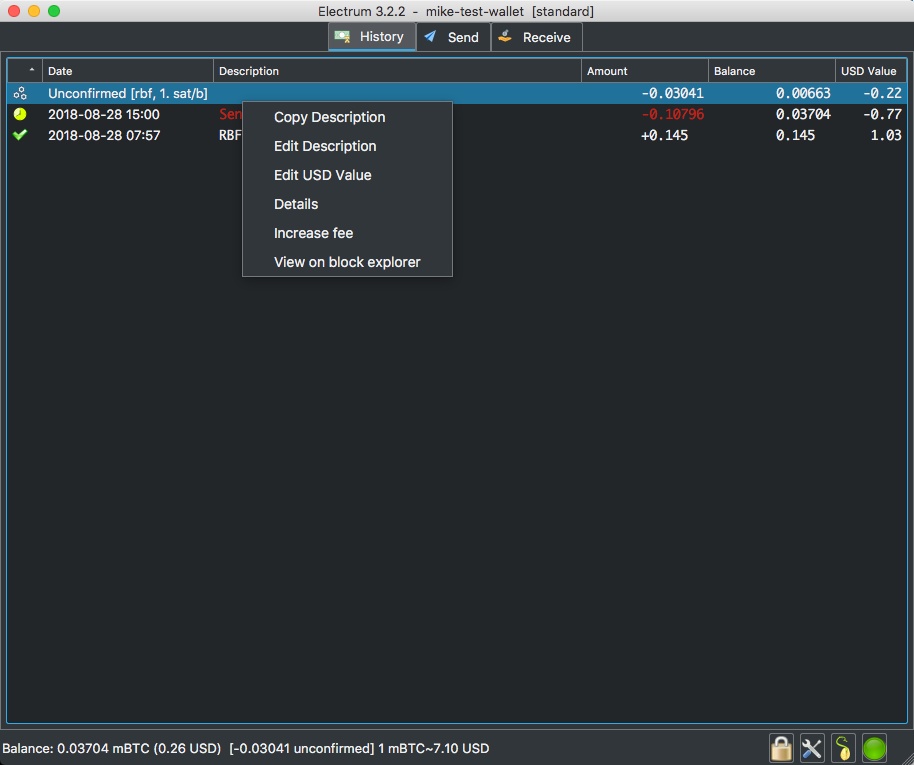 Electrum 3.2.2 - mike-test-wallet [standard]
History Send Receive
Date Description Amount Balance USD Value
Unconfirmed [rbf, 1. sat/b] -0.03041 0.00663 -0.22
2018-08-28 15:00 Sen -0.10796 0.03704 -0.77
2018-08-28 07:57 RBF +0.145 0.145 1.03
Copy Description
Edit Description
Edit USD Value
Details
Increase fee
View on block explorer
Balance: 0.03704 mBTC (0.26 USD) [-0.03041 unconfirmed] 1 mBTC~7.10 USD